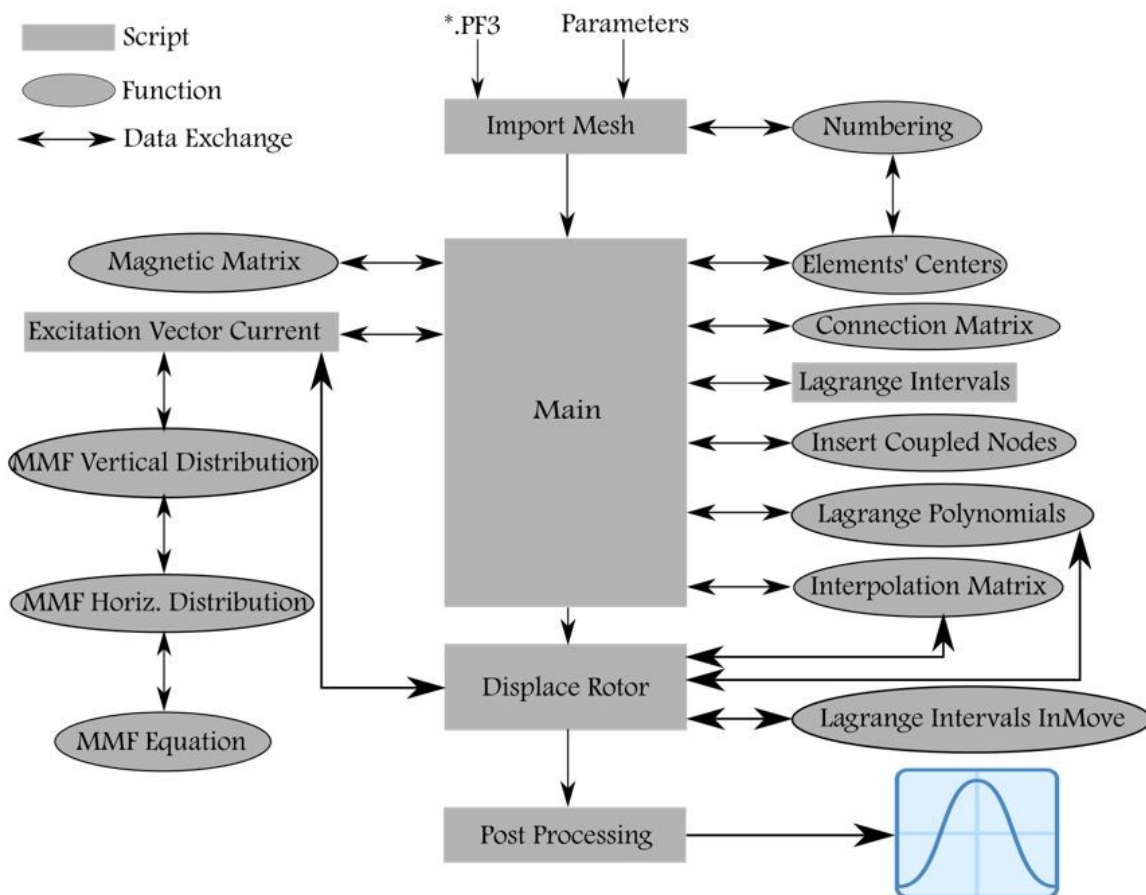 *.PF3
Parameters
Script
Function
Data Exchange
Import Mesh
Numbering
Magnetic Matrix
Elements' Centers
Excitation Vector Current
Connection Matrix
Lagrange Intervals
Main
Insert Coupled Nodes
MMF Vertical Distribution
Lagrange Polynomials
Interpolation Matrix
MMF Horiz. Distribution
Displace Rotor
Lagrange Intervals InMove
MMF Equation
Post Processing